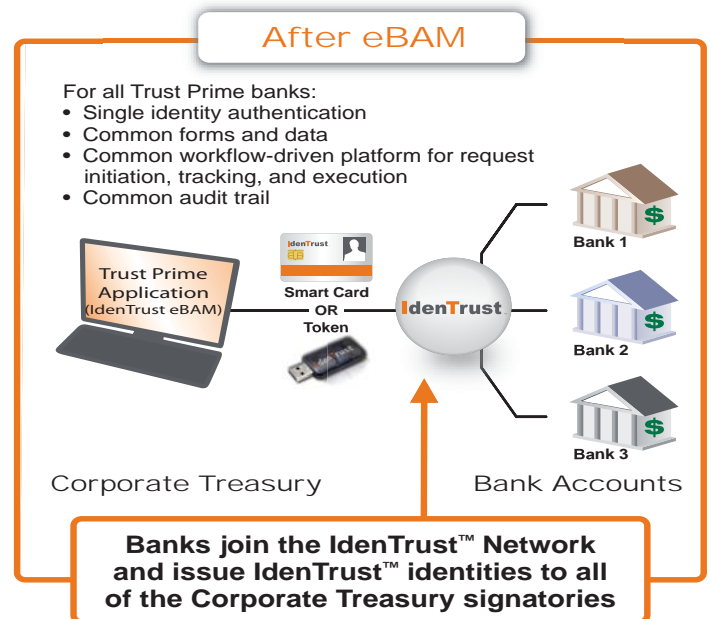 After eBAM
For all Trust Prime banks:
• Single identity authentication
• Common forms and data
• Common workflow-driven platform for request
initiation, tracking, and execution
• Common audit trail
Trust Prime
Application
(IdenTrust eBAM)
IdenTrust
Smart Card
OR
Token
IdenTrust
IdenTrust
$
Bank 1
$
Bank 2
$
Bank 3
Corporate Treasury
Bank Accounts
Banks join the IdenTrust™ Network
and issue IdenTrust™ identities to all
of the Corporate Treasury signatories